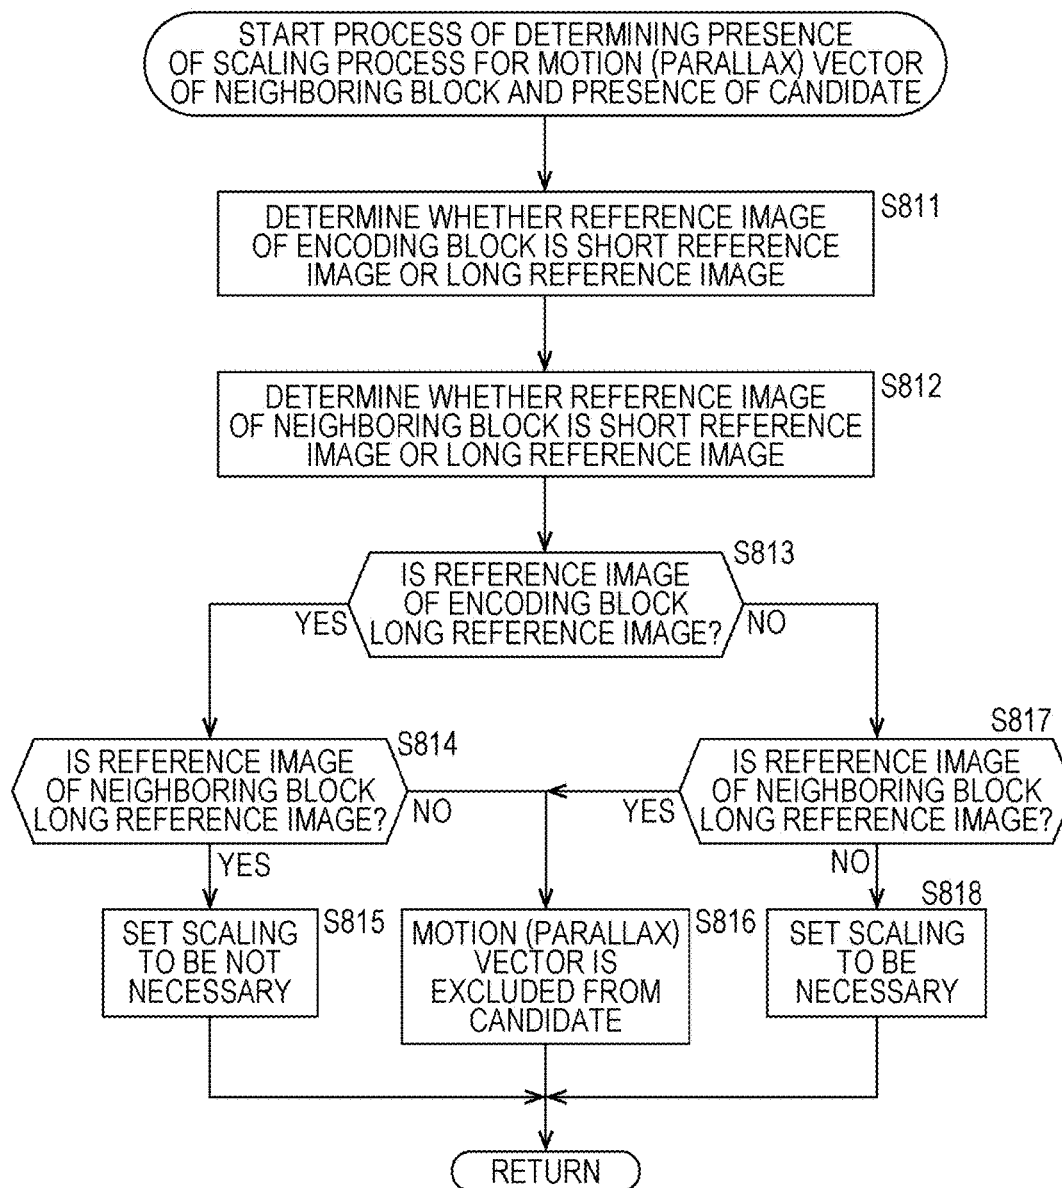 START PROCESS OF DETERMINING PRESENCE
OF SCALING PROCESS FOR MOTION (PARALLAX) VECTOR
OF NEIGHBORING BLOCK AND PRESENCE OF CANDIDATE
S811
DETERMINE WHETHER REFERENCE IMAGE
OF ENCODING BLOCK IS SHORT REFERENCE
IMAGE OR LONG REFERENCE IMAGE
S812
DETERMINE WHETHER REFERENCE IMAGE
OF NEIGHBORING BLOCK IS SHORT REFERENCE
IMAGE OR LONG REFERENCE IMAGE
S813
IS REFERENCE IMAGE
OF ENCODING BLOCK
LONG REFERENCE IMAGE?
YES
NO
S814
IS REFERENCE IMAGE
OF NEIGHBORING BLOCK
LONG REFERENCE IMAGE?
NO
YES
S817
IS REFERENCE IMAGE
OF NEIGHBORING BLOCK
LONG REFERENCE IMAGE?
YES
NO
S815
SET SCALING
TO BE NOT
NECESSARY
S816
MOTION (PARALLAX)
VECTOR IS
EXCLUDED FROM
CANDIDATE
S818
SET SCALING
TO BE
NECESSARY
RETURN